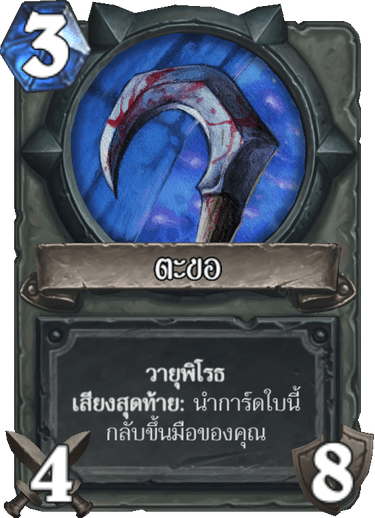 3
ตะขอ
วายุพิโรธ
เสียงสุดท้าย: นำการ์ดใบนี้
กลับขึ้นมือของคุณ
4
8